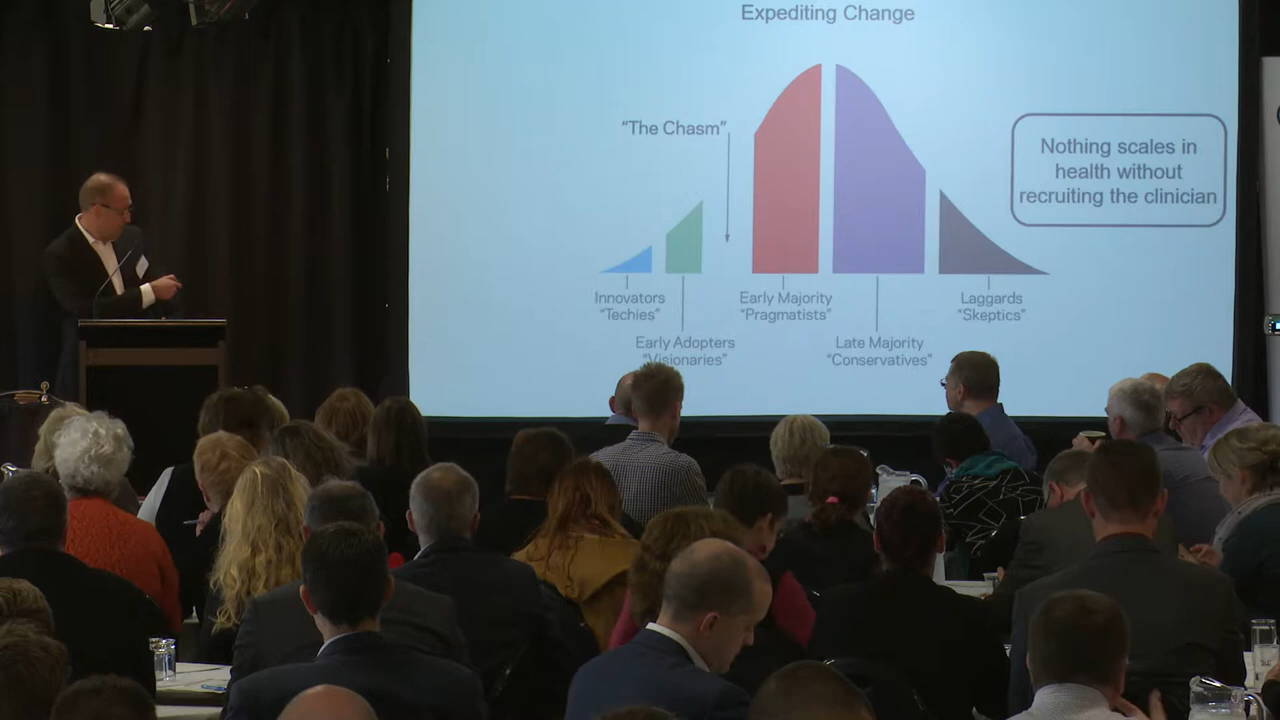 Expediting Change
“The Chasm”
Nothing scales in
health without
recruiting the clinician
Innovators
“Techies”
Early Adopters
“Visionaries”
Early Majority
“Pragmatists”
Late Majority
“Conservatives”
Laggards
“Skeptics”